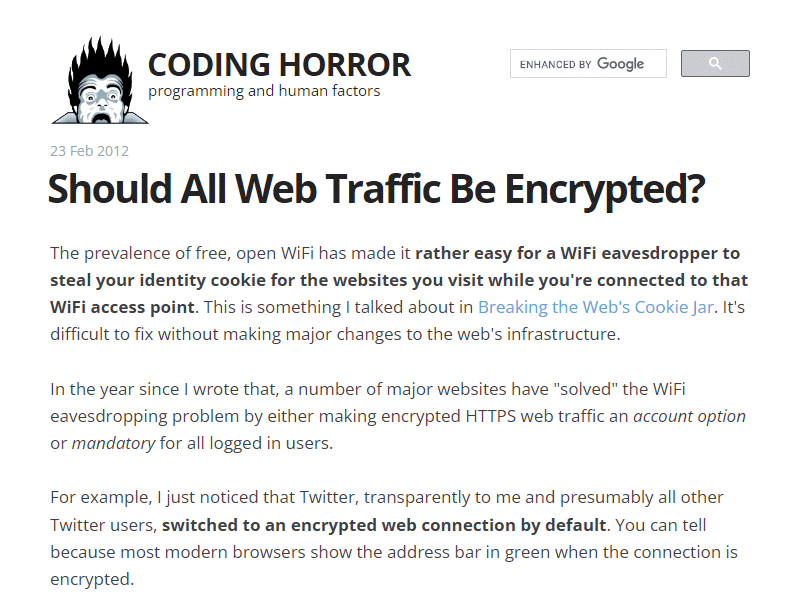 CODING HORROR
programming and human factors
ENHANCED BY Google
23 Feb 2012
Should All Web Traffic Be Encrypted?
The prevalence of free, open WiFi has made it rather easy for a WiFi eavesdropper to
steal your identity cookie for the websites you visit while you're connected to that
WiFi access point. This is something I talked about in Breaking the Web's Cookie Jar. It's
difficult to fix without making major changes to the web's infrastructure.
In the year since I wrote that, a number of major websites have "solved" the WiFi
eavesdropping problem by either making encrypted HTTPS web traffic an account option
or mandatory for all logged in users.
For example, I just noticed that Twitter, transparently to me and presumably all other
Twitter users, switched to an encrypted web connection by default. You can tell
because most modern browsers show the address bar in green when the connection is
encrypted.